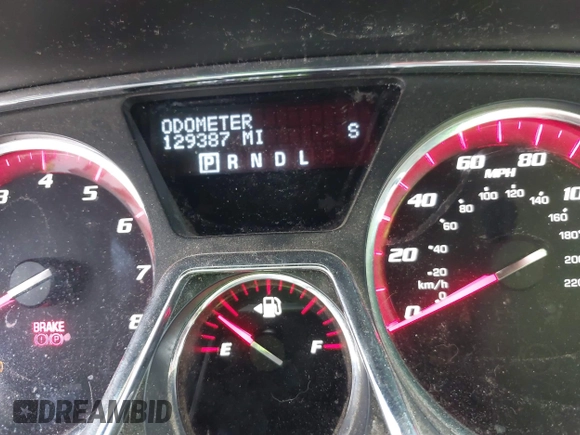 ODOMETER
129387 MI S
P R N D L
3 4 5 6 7 8
BRAKE
P
E F
0 20 40 60 80
MPH
0 20 40 60 80 100 120 140 160 180 200 220
km/h
DREAMBID